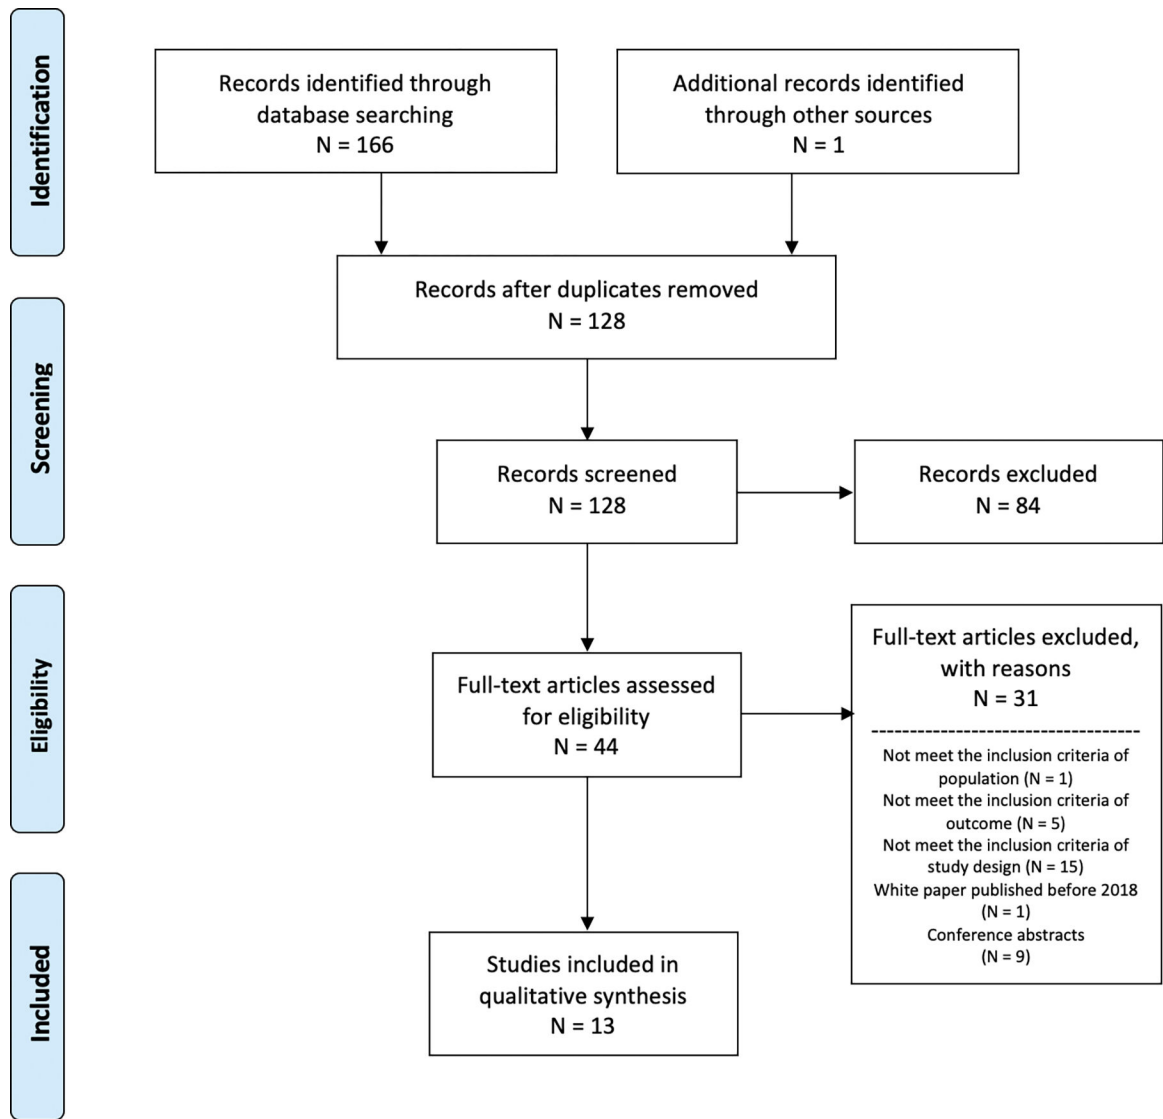 Identification
Records identified through
database searching
N = 166
Additional records identified
through other sources
N = 1
Records after duplicates removed
N = 128
Screening
Records screened
N = 128
Records excluded
N = 84
Eligibility
Full-text articles assessed
for eligibility
N = 44
Full-text articles excluded,
with reasons
N = 31
Not meet the inclusion criteria of
population (N = 1)
Not meet the inclusion criteria of
outcome (N = 5)
Not meet the inclusion criteria of
study design (N = 15)
White paper published before 2018
(N = 1)
Conference abstracts
(N = 9)
Included
Studies included in
qualitative synthesis
N = 13